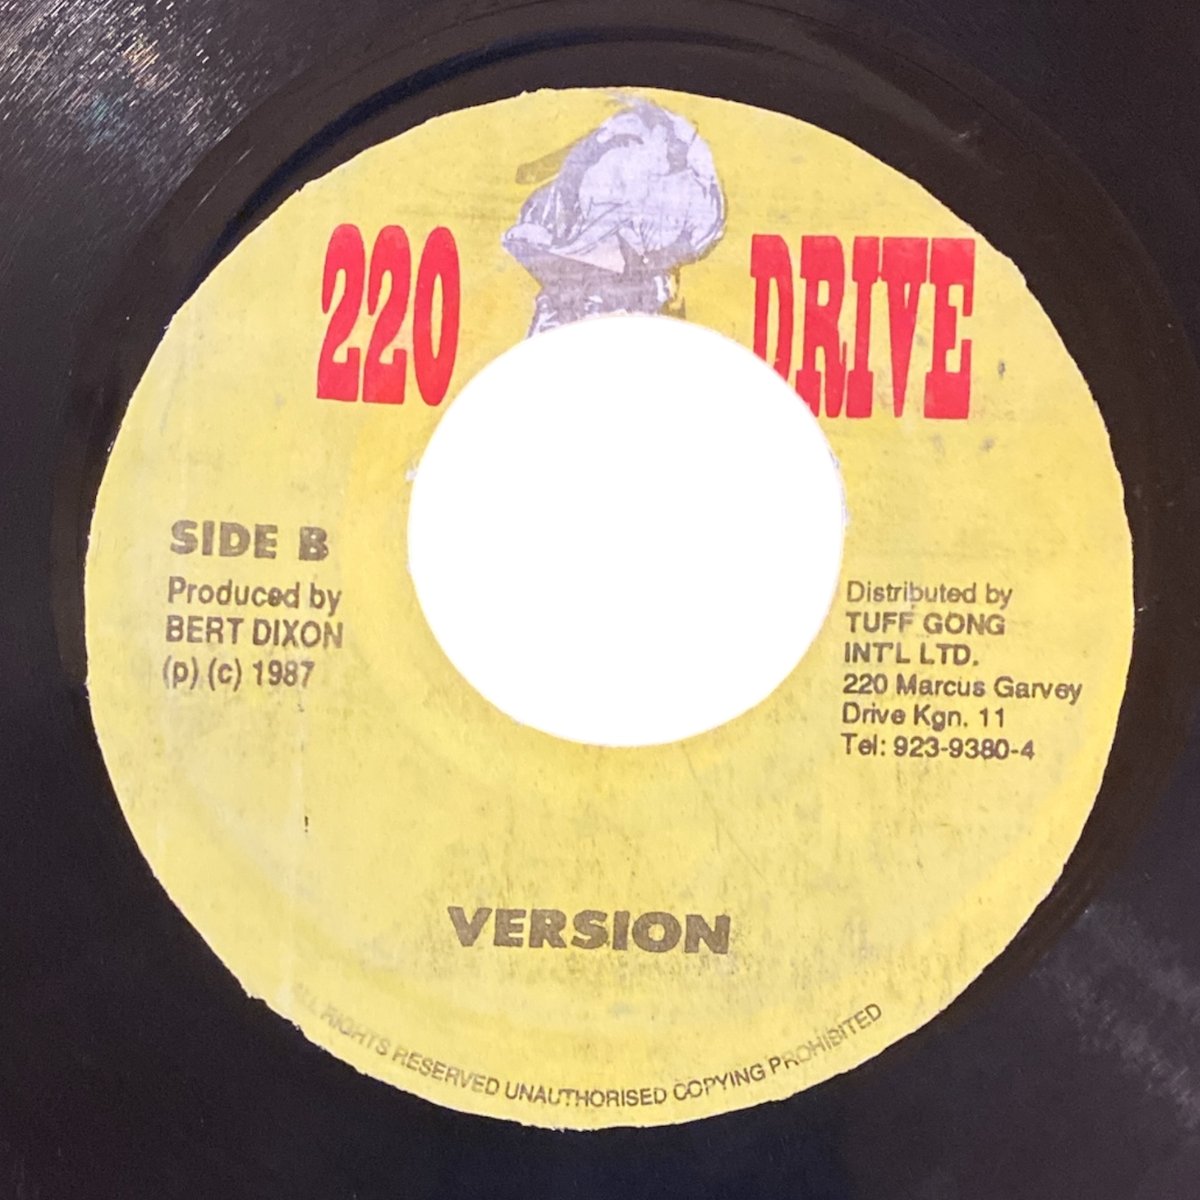 220 DRIVE
SIDE B
Produced by
BERT DIXON
(p) (c) 1987
Distributed by
TUFF GONG
INT'L LTD.
220 Marcus Garvey
Drive Kgn. 11
Tel: 923-9380-4
VERSION
ALL RIGHTS RESERVED UNAUTHORISED COPYING PROHIBITED